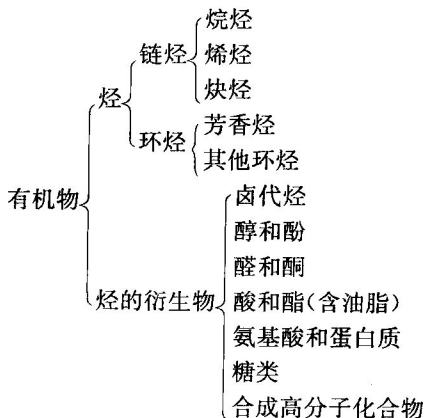 烷烃
链烃
烯烃
炔烃
烃
芳香烃
环烃
其他环烃
有机物
卤代烃
醇和酚
醛和酮
烃的衍生物
酸和酯(含油脂)
氨基酸和蛋白质
糖类
合成高分子化合物